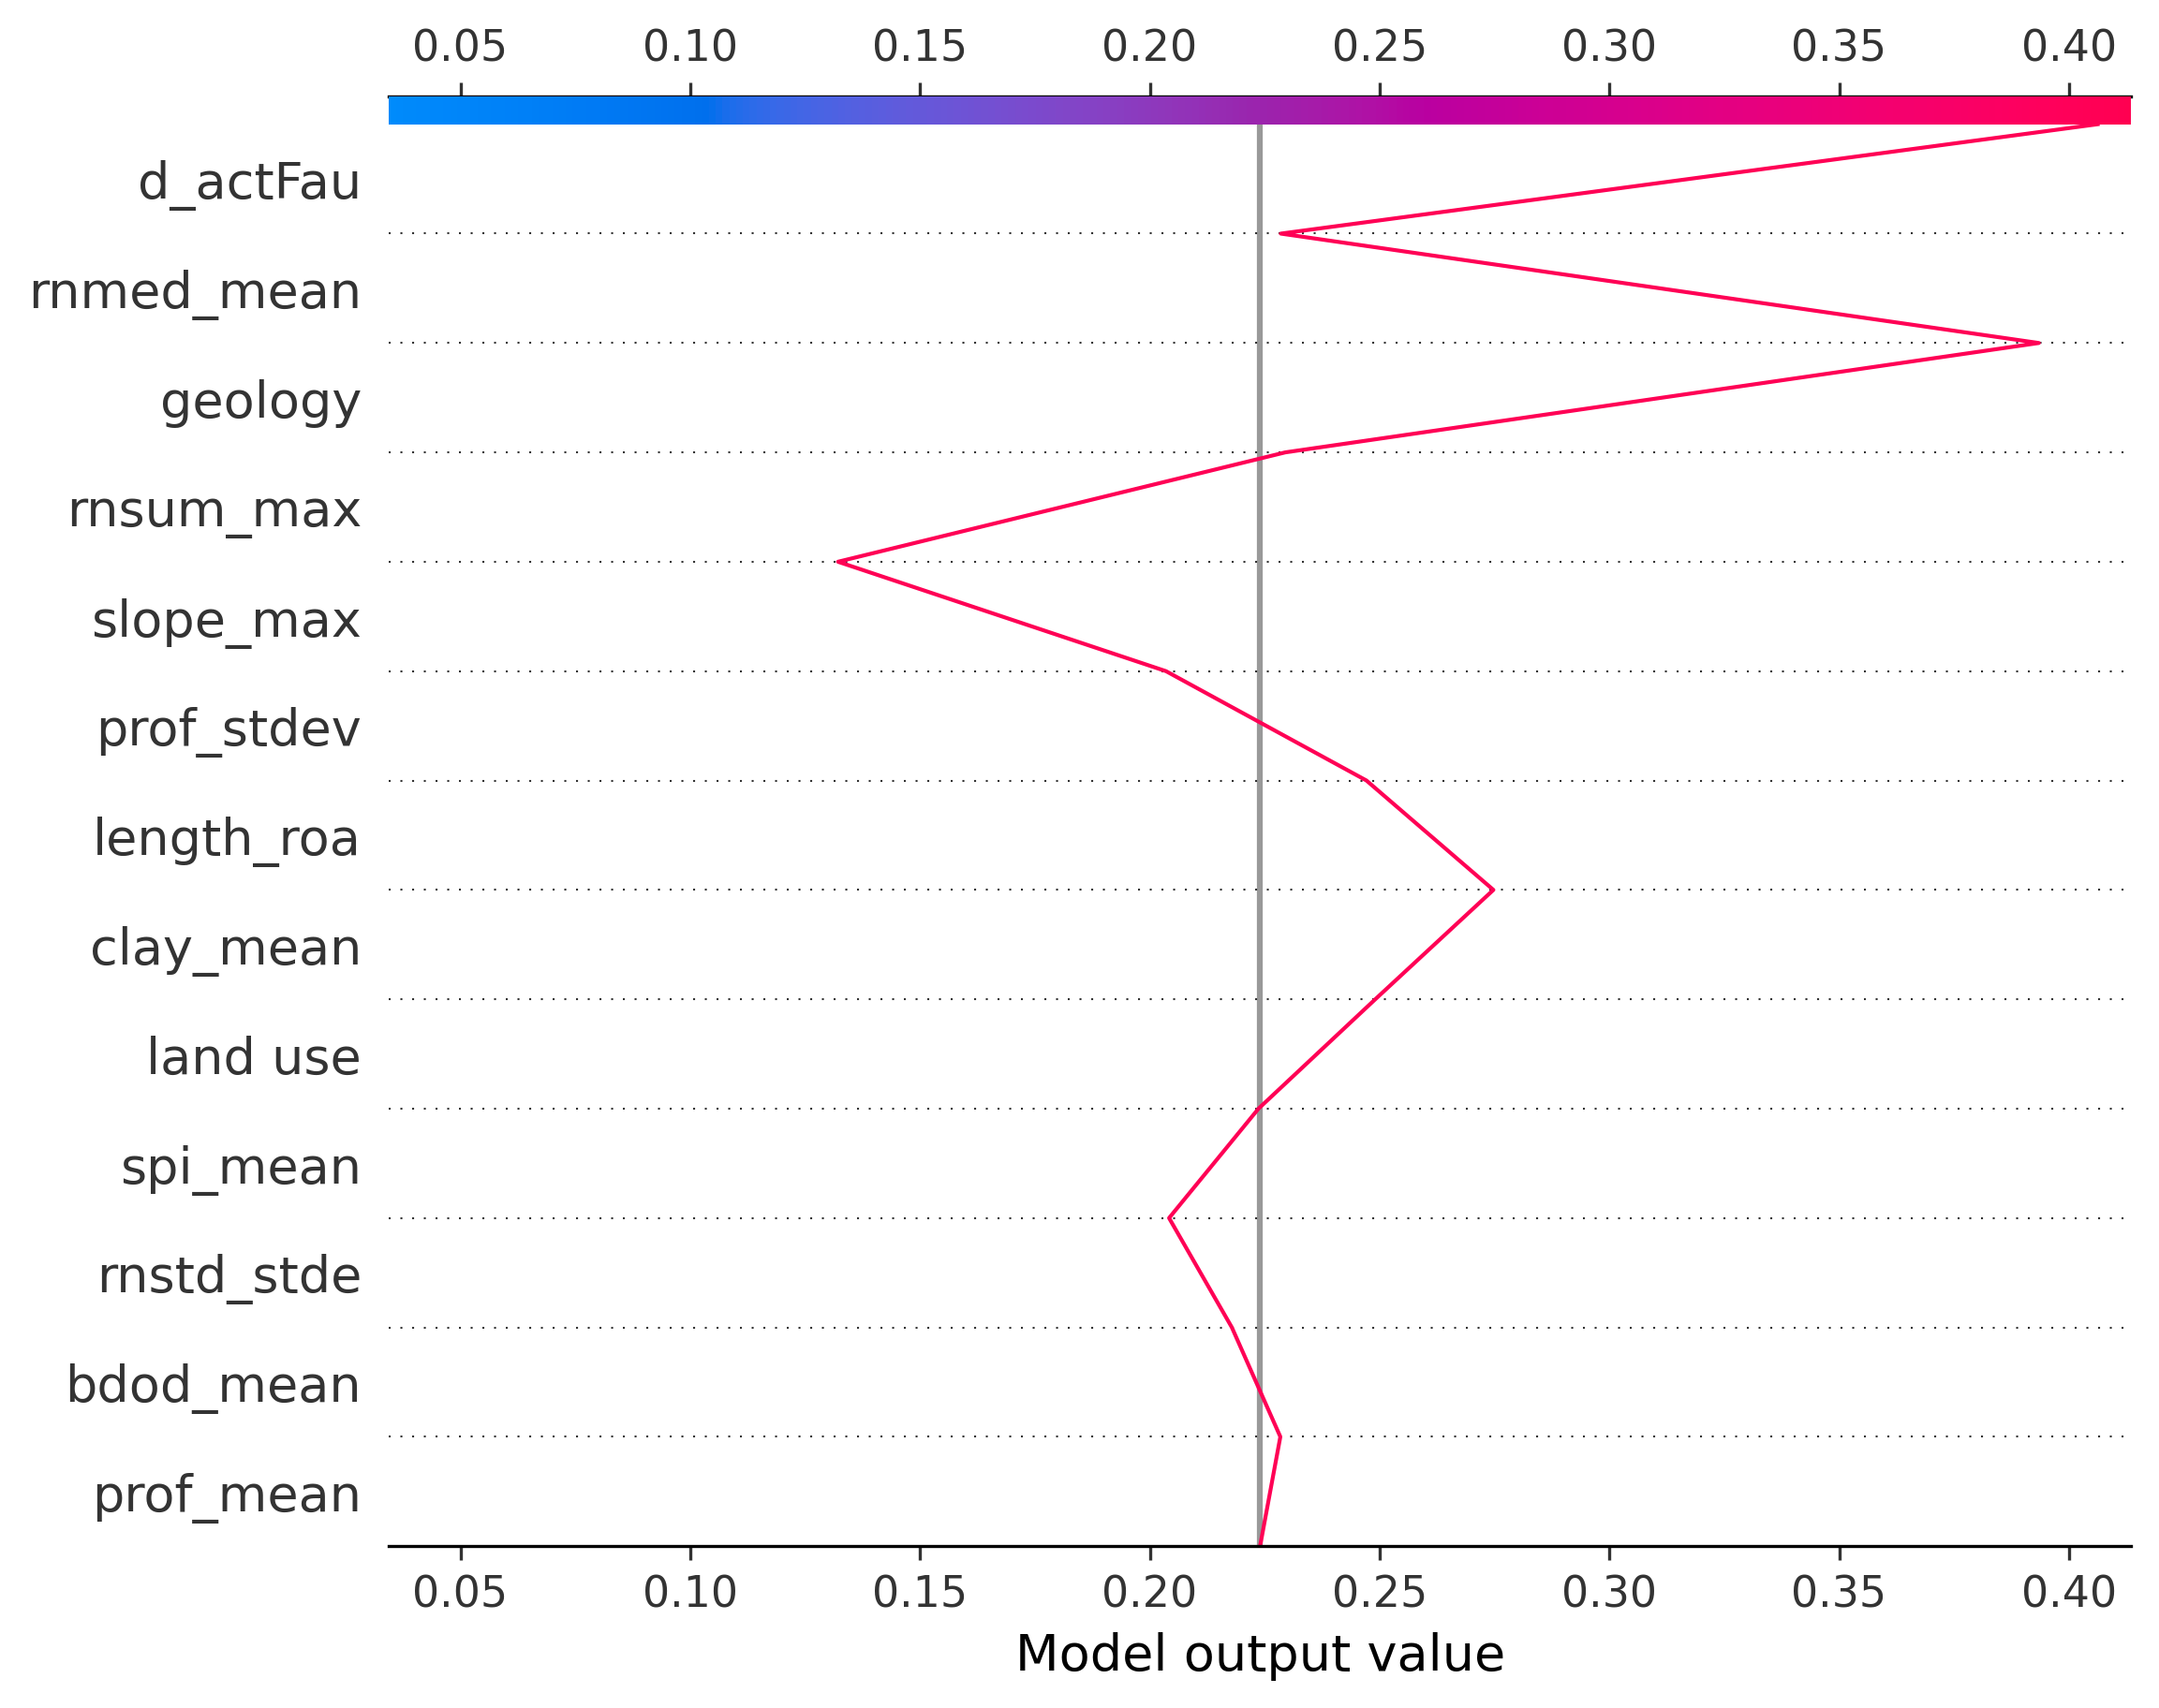 0.05 0.10 0.15 0.20 0.25 0.30 0.35 0.40
d_actFau
rnmed_mean
geology
rnsum_max
slope_max
prof_stdev
length_roa
clay_mean
land use
spi_mean
rnstd_stde
bdod_mean
prof_mean
0.05 0.10 0.15 0.20 0.25 0.30 0.35 0.40
Model output value